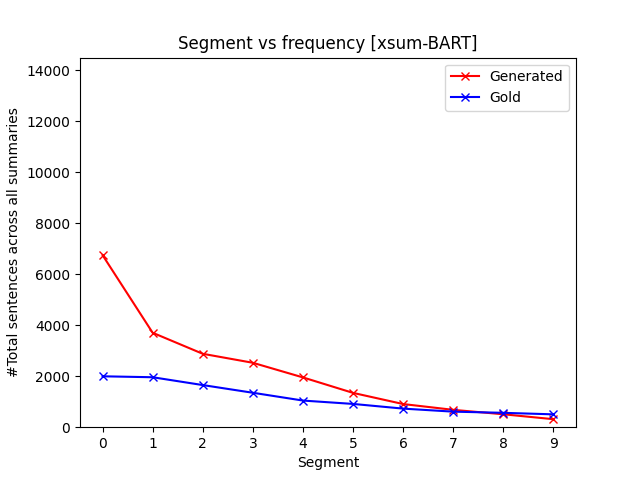 Segment vs frequency [xsum-BART]
Generated
Gold
#Total sentences across all summaries
14000
12000
10000
8000
6000
4000
2000
0
0 1 2 3 4 5 6 7 8 9
Segment